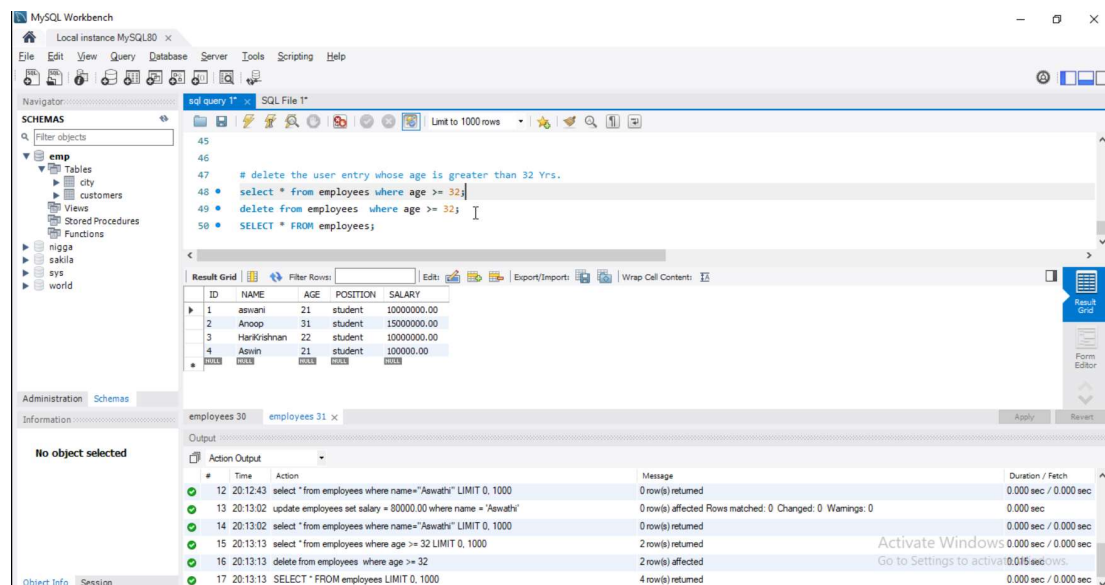 MySQL Workbench
Local instance MySQL80
File Edit View Query Database Server Tools Scripting Help
Navigator
SCHEMAS
Filter objects
emp
Tables
city
customers
Views
Stored Procedures
Functions
nigga
sakila
sys
world
Administration Schemas
Information
No object selected
Object Info Session
sql query 1* SQL File 1*
Limit to 1000 rows
45
46
47 # delete the user entry whose age is greater than 32 Yrs.
48 select * from employees where age >= 32;
49 delete from employees where age >= 32;
50 SELECT * FROM employees;
Result Grid Filter Rows: Edit: Export/Import: Wrap Cell Content:
ID NAME AGE POSITION SALARY
1 aswani 21 student 10000000.00
2 Anoop 31 student 15000000.00
3 HariKrishnan 22 student 10000000.00
4 Aswin 21 student 100000.00
NULL NULL NULL NULL NULL
Result Grid
Form Editor
employees 30 employees 31 Apply Revert
Output
Action Output
# Time Action Message Duration / Fetch
12 20:12:43 select * from employees where name="Aswathi" LIMIT 0, 1000 0 row(s) returned 0.000 sec / 0.000 sec
13 20:13:02 update employees set salary = 80000.00 where name = 'Aswathi' 0 row(s) affected Rows matched: 0 Changed: 0 Warnings: 0 0.000 sec
14 20:13:02 select * from employees where name="Aswathi" LIMIT 0, 1000 0 row(s) returned 0.000 sec / 0.000 sec
15 20:13:13 select * from employees where age >= 32 LIMIT 0, 1000 2 row(s) returned 0.000 sec / 0.000 sec
16 20:13:13 delete from employees where age >= 32 2 row(s) affected 0.015 sec
17 20:13:13 SELECT * FROM employees LIMIT 0, 1000 4 row(s) returned 0.000 sec / 0.000 sec
Activate Windows
Go to Settings to activate Windows.